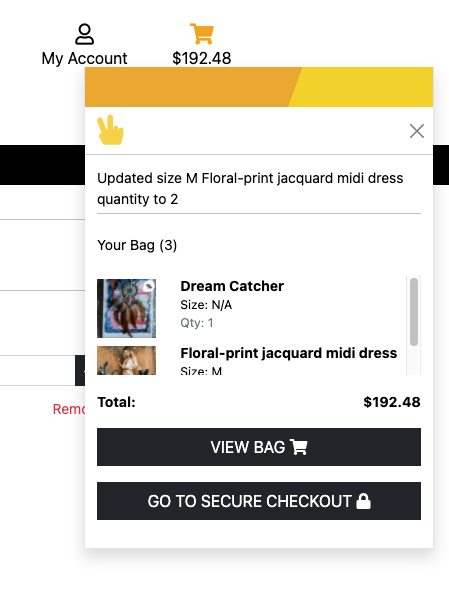 My Account
$192.48
Updated size M Floral-print jacquard midi dress
quantity to 2
Your Bag (3)
Dream Catcher
Size: N/A
Qty: 1
Floral-print jacquard midi dress
Size: M
Remo
Total: $192.48
VIEW BAG
GO TO SECURE CHECKOUT